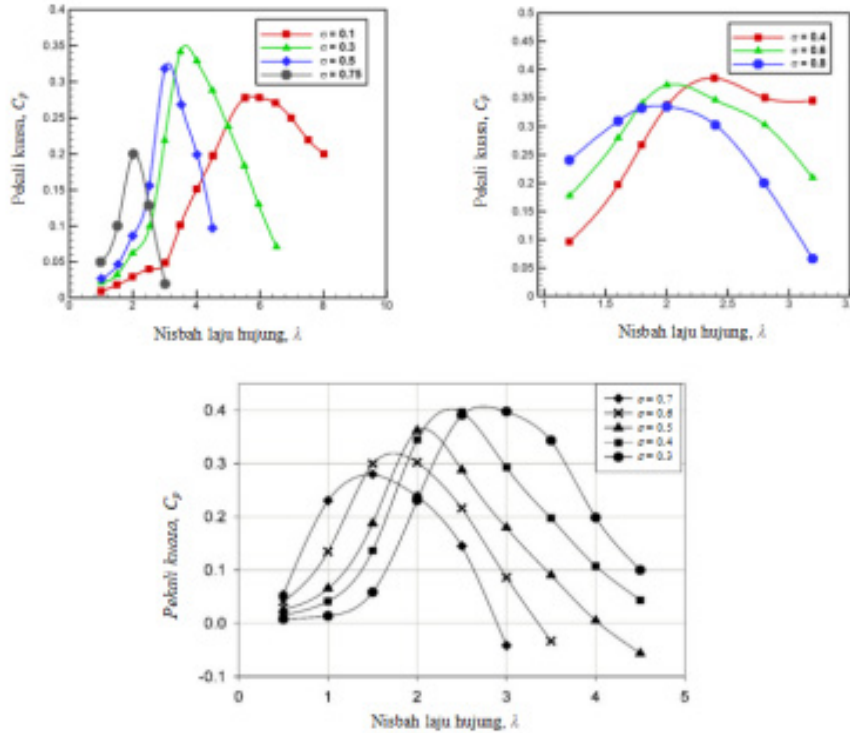 0.4
0.35
0.3
0.25
0.2
0.15
0.1
0.05
0
2
4
6
8
10
Pekali kuasa, Cₚ
Nisbah laju hujung, λ
σ = 0.1
σ = 0.3
σ = 0.5
σ = 0.75
0.5
0.45
0.4
0.35
0.3
0.25
0.2
0.15
0.1
0.05
0
1
1.5
2
2.5
3
3.5
Pekali kuasa, Cₚ
Nisbah laju hujung, λ
σ = 0.4
σ = 0.6
σ = 0.8
0.4
0.3
0.2
0.1
0.0
-0.1
0
1
2
3
4
5
Pekali kuasa, Cₚ
Nisbah laju hujung, λ
σ = 0.7
σ = 0.6
σ = 0.5
σ = 0.4
σ = 0.3